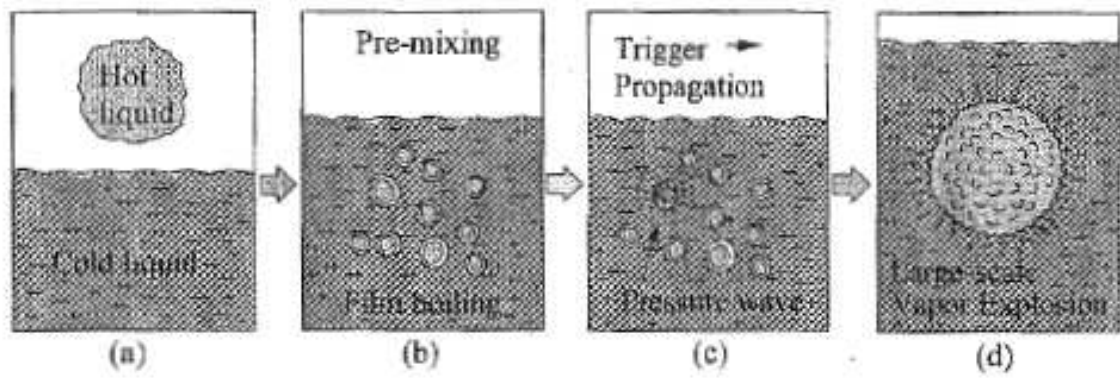 Hot
liquid
Cold liquid
(a)
Pre-mixing
Film boiling
(b)
Trigger
Propagation
Pressure wave
(c)
Large-scale
Vapor Explosion
(d)